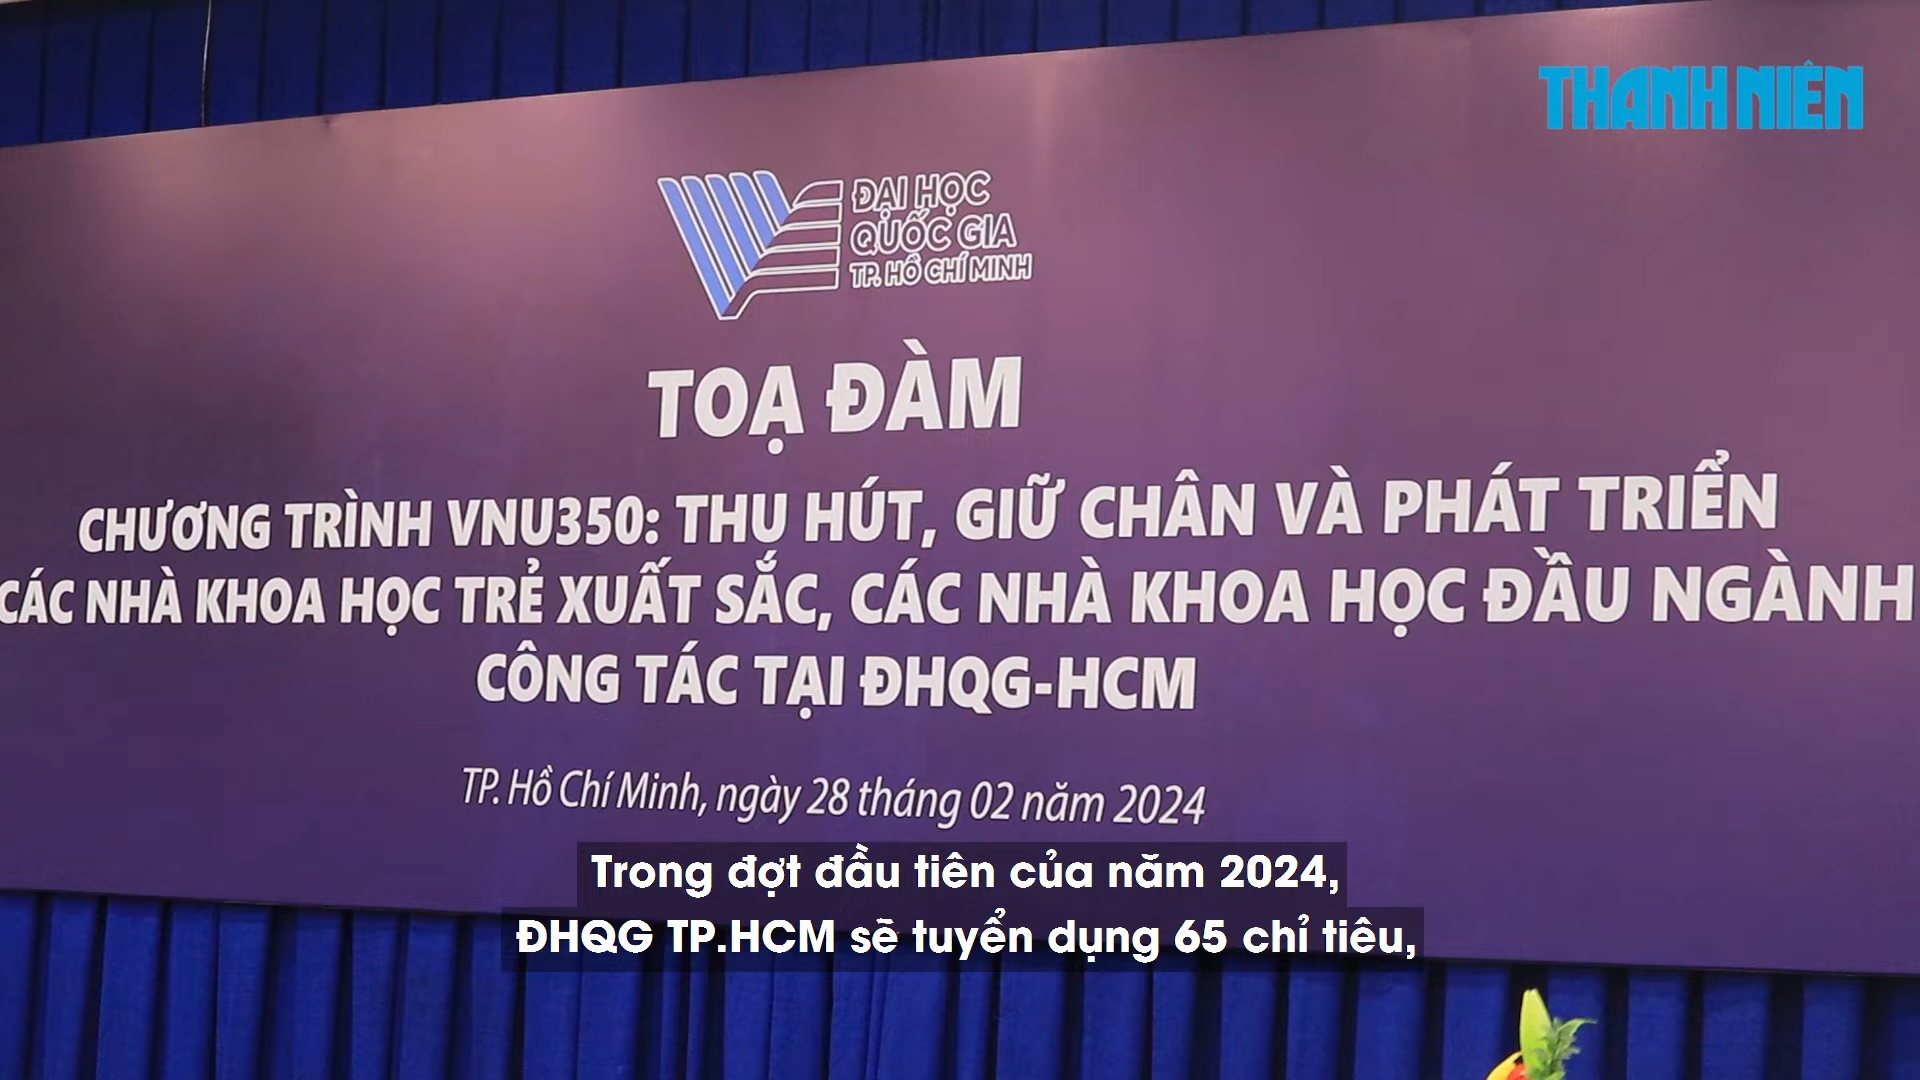 THANH NIÊN
ĐẠI HỌC
QUỐC GIA
TP. HỒ CHÍ MINH
TOẠ ĐÀM
CHƯƠNG TRÌNH VNU350: THU HÚT, GIỮ CHÂN VÀ PHÁT TRIỂN
CÁC NHÀ KHOA HỌC TRẺ XUẤT SẮC, CÁC NHÀ KHOA HỌC ĐẦU NGÀNH
CÔNG TÁC TẠI ĐHQG-HCM
TP. Hồ Chí Minh, ngày 28 tháng 02 năm 2024
Trong đợt đầu tiên của năm 2024,
ĐHQG TP.HCM sẽ tuyển dụng 65 chỉ tiêu,